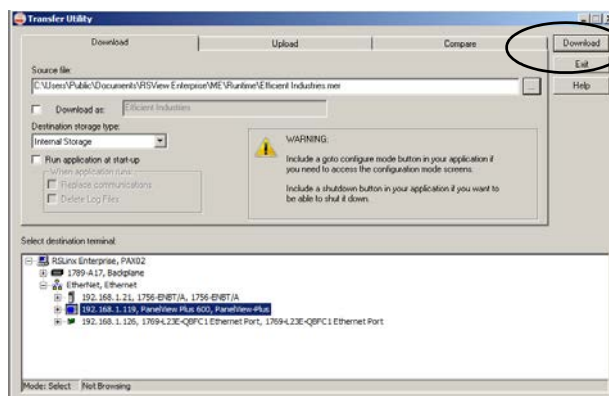 Transfer Utility
Download
Upload
Compare
Download
Exit
Help
Source file:
C:\Users\Public\Documents\RSView Enterprise\ME\Runtime\Efficient Industries.mer
...
Download as:
Efficient Industries
Destination storage type:
Internal Storage
Run application at start-up
When application runs:
Replace communications
Delete Log Files
WARNING:
Include a goto configure mode button in your application if
you need to access the configuration mode screens.
Include a shutdown button in your application if you want to
be able to shut it down.
Select destination terminal:
RSLinx Enterprise, PAX02
1789-A17, Backplane
EtherNet, Ethernet
192.168.1.21, 1756-ENBT/A, 1756-ENBT/A
192.168.1.119, PanelView Plus 600, PanelView Plus
192.168.1.126, 1769-L23E-QBFC1 Ethernet Port, 1769-L23E-QBFC1 Ethernet Port
Mode: Select
Not Browsing